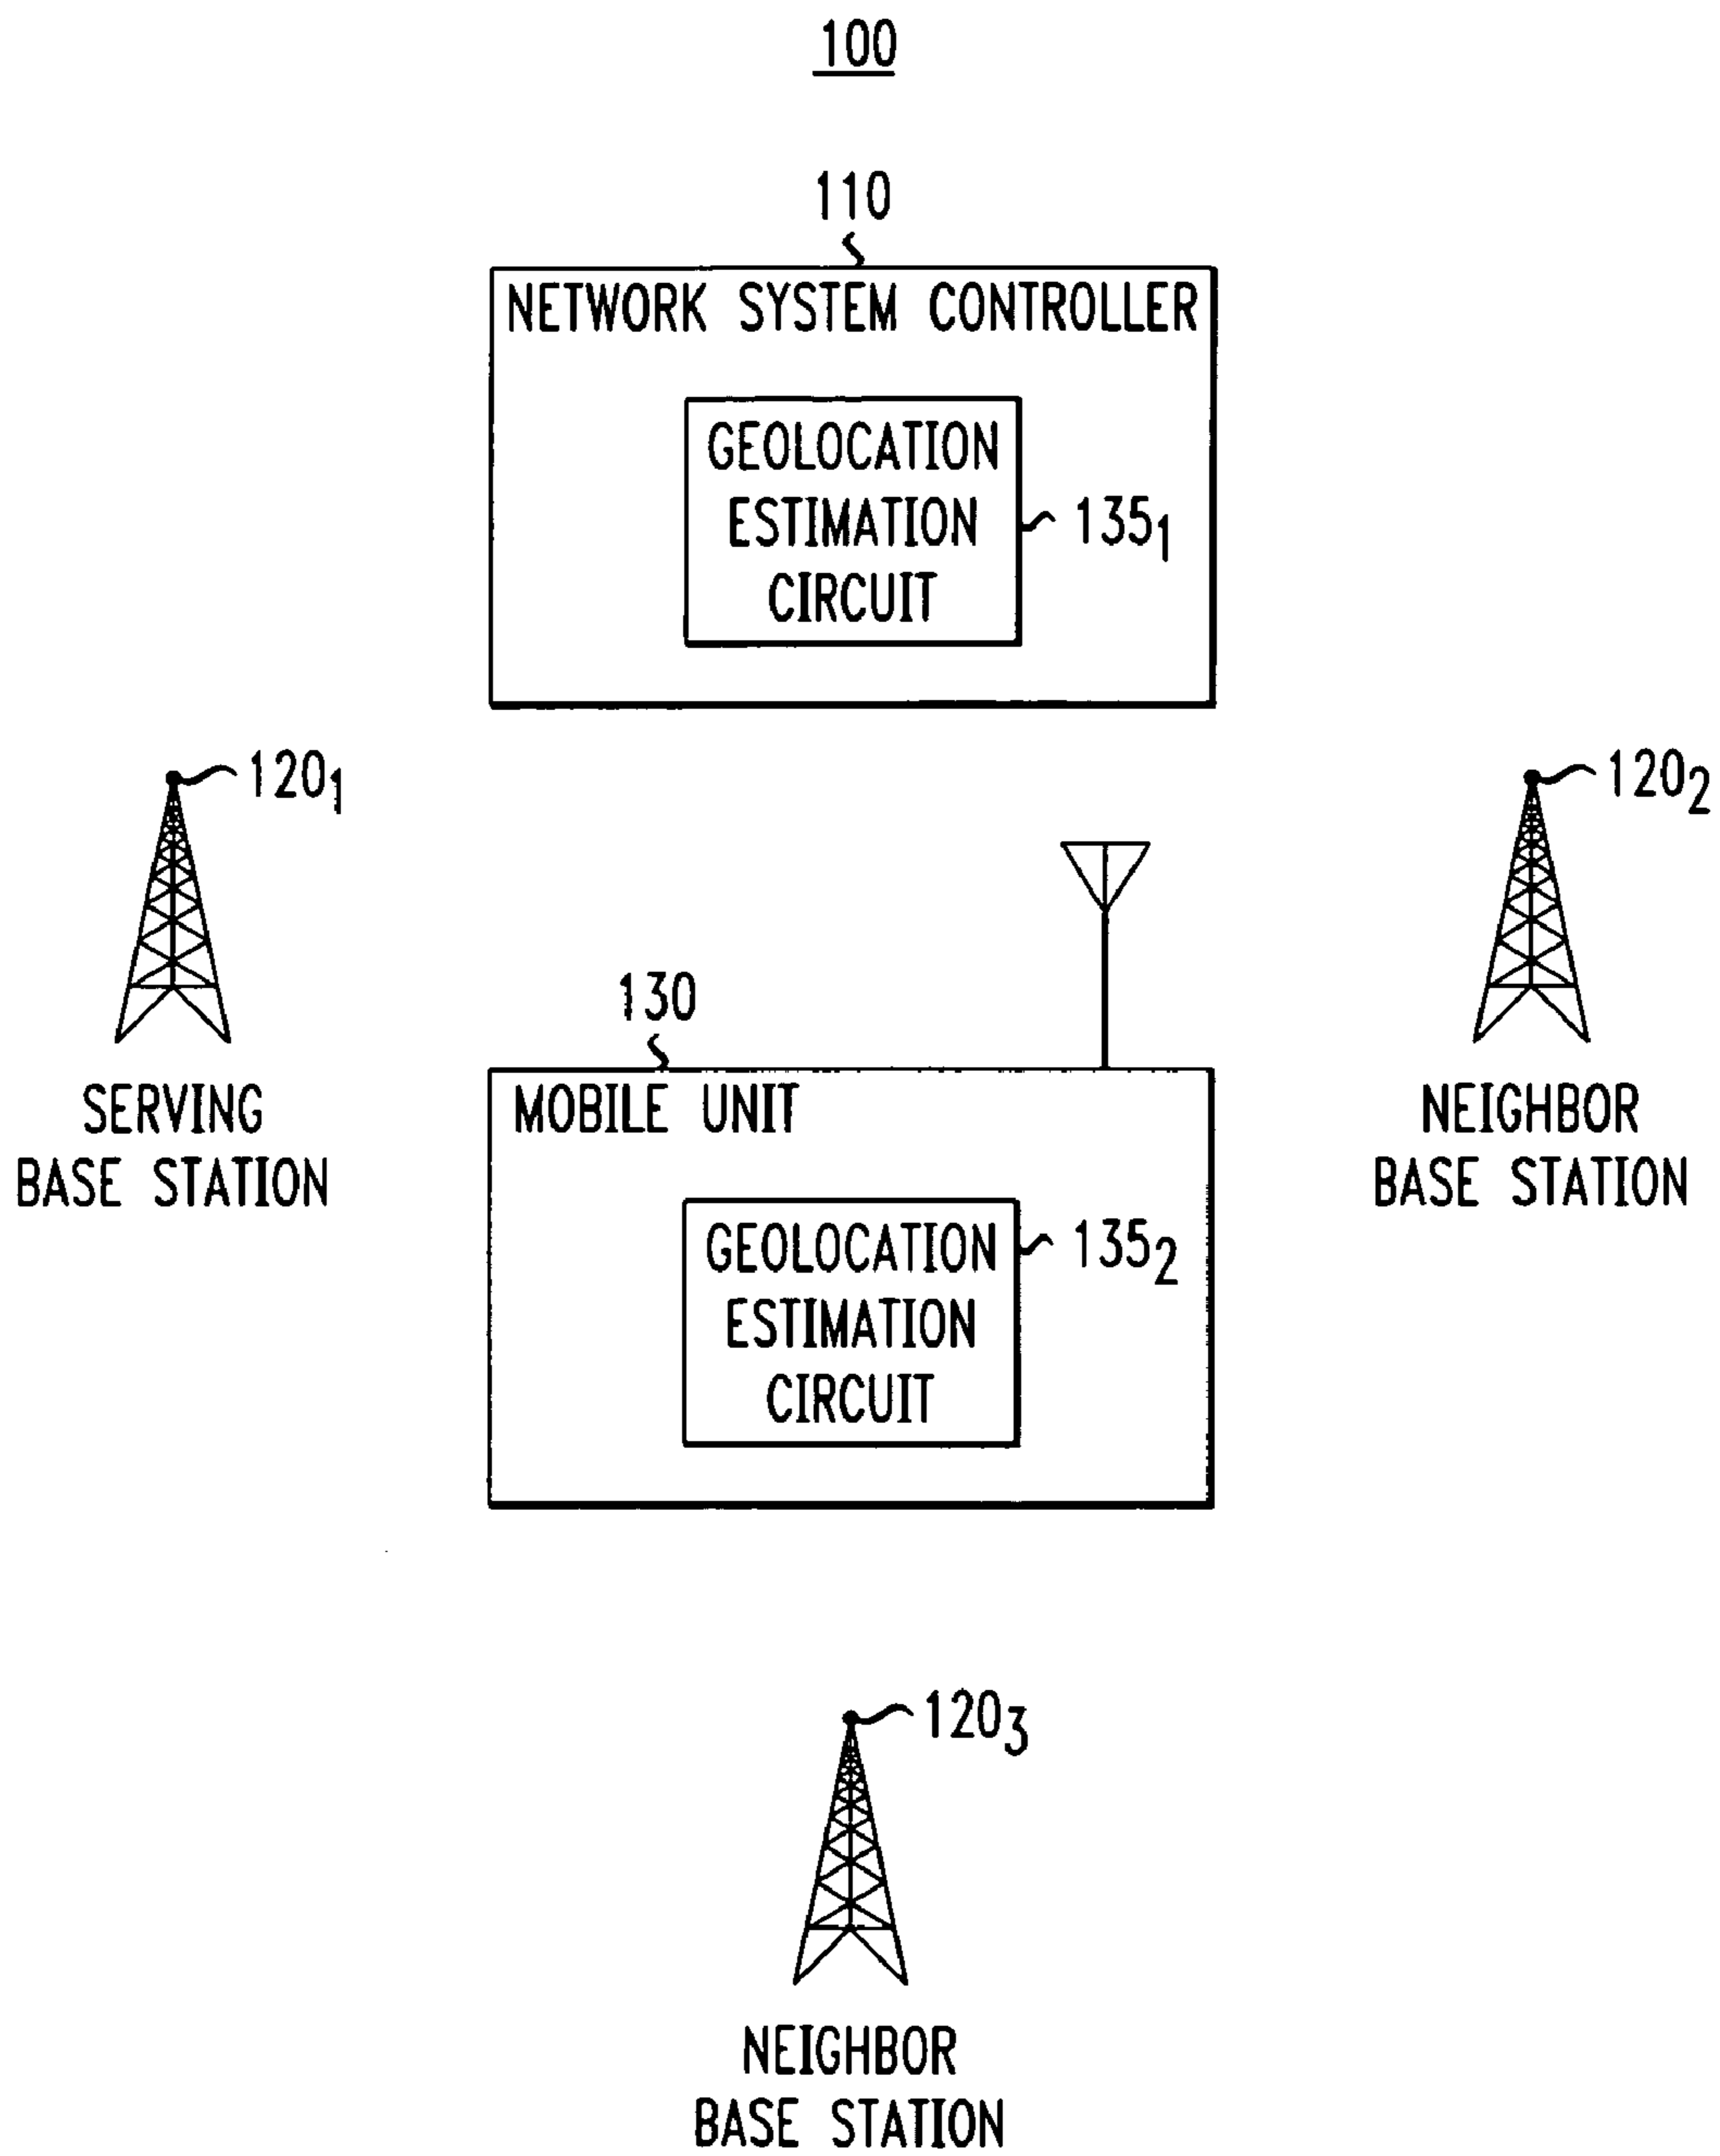 100
110
NETWORK SYSTEM CONTROLLER
GEOLOCATION
ESTIMATION
CIRCUIT
135₁
120₁
120₂
130
SERVING
BASE STATION
MOBILE UNIT
NEIGHBOR
BASE STATION
GEOLOCATION
ESTIMATION
CIRCUIT
135₂
120₃
NEIGHBOR
BASE STATION